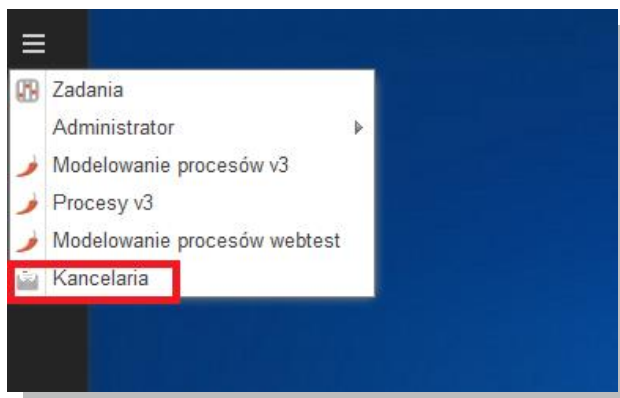 Zadania
Administrator
Modelowanie procesów v3
Procesy v3
Modelowanie procesów webtest
Kancelaria